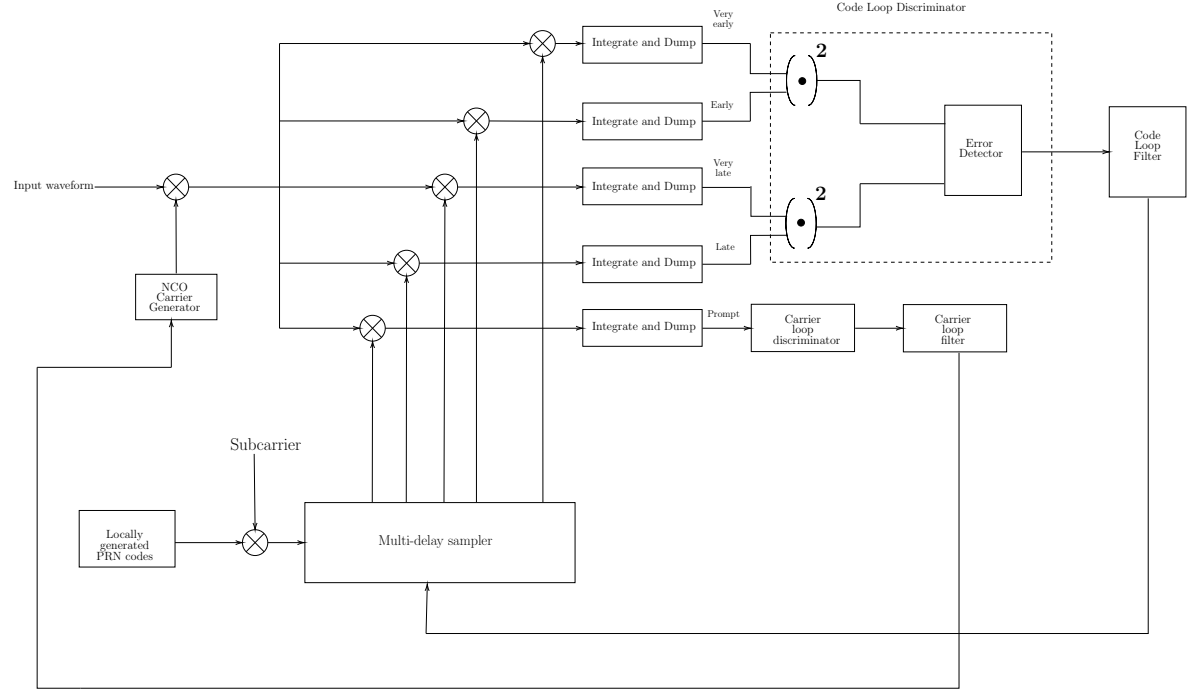 Code Loop Discriminator
Very
early
2
Integrate and Dump
Early
Integrate and Dump
Error
Detector
Code
Loop
Filter
Very
late
Input waveform
Integrate and Dump
2
Late
Integrate and Dump
NCO
Carrier
Generator
Prompt
Integrate and Dump
Carrier
loop
discriminator
Carrier
loop
filter
Subcarrier
Locally
generated
PRN codes
Multi-delay sampler